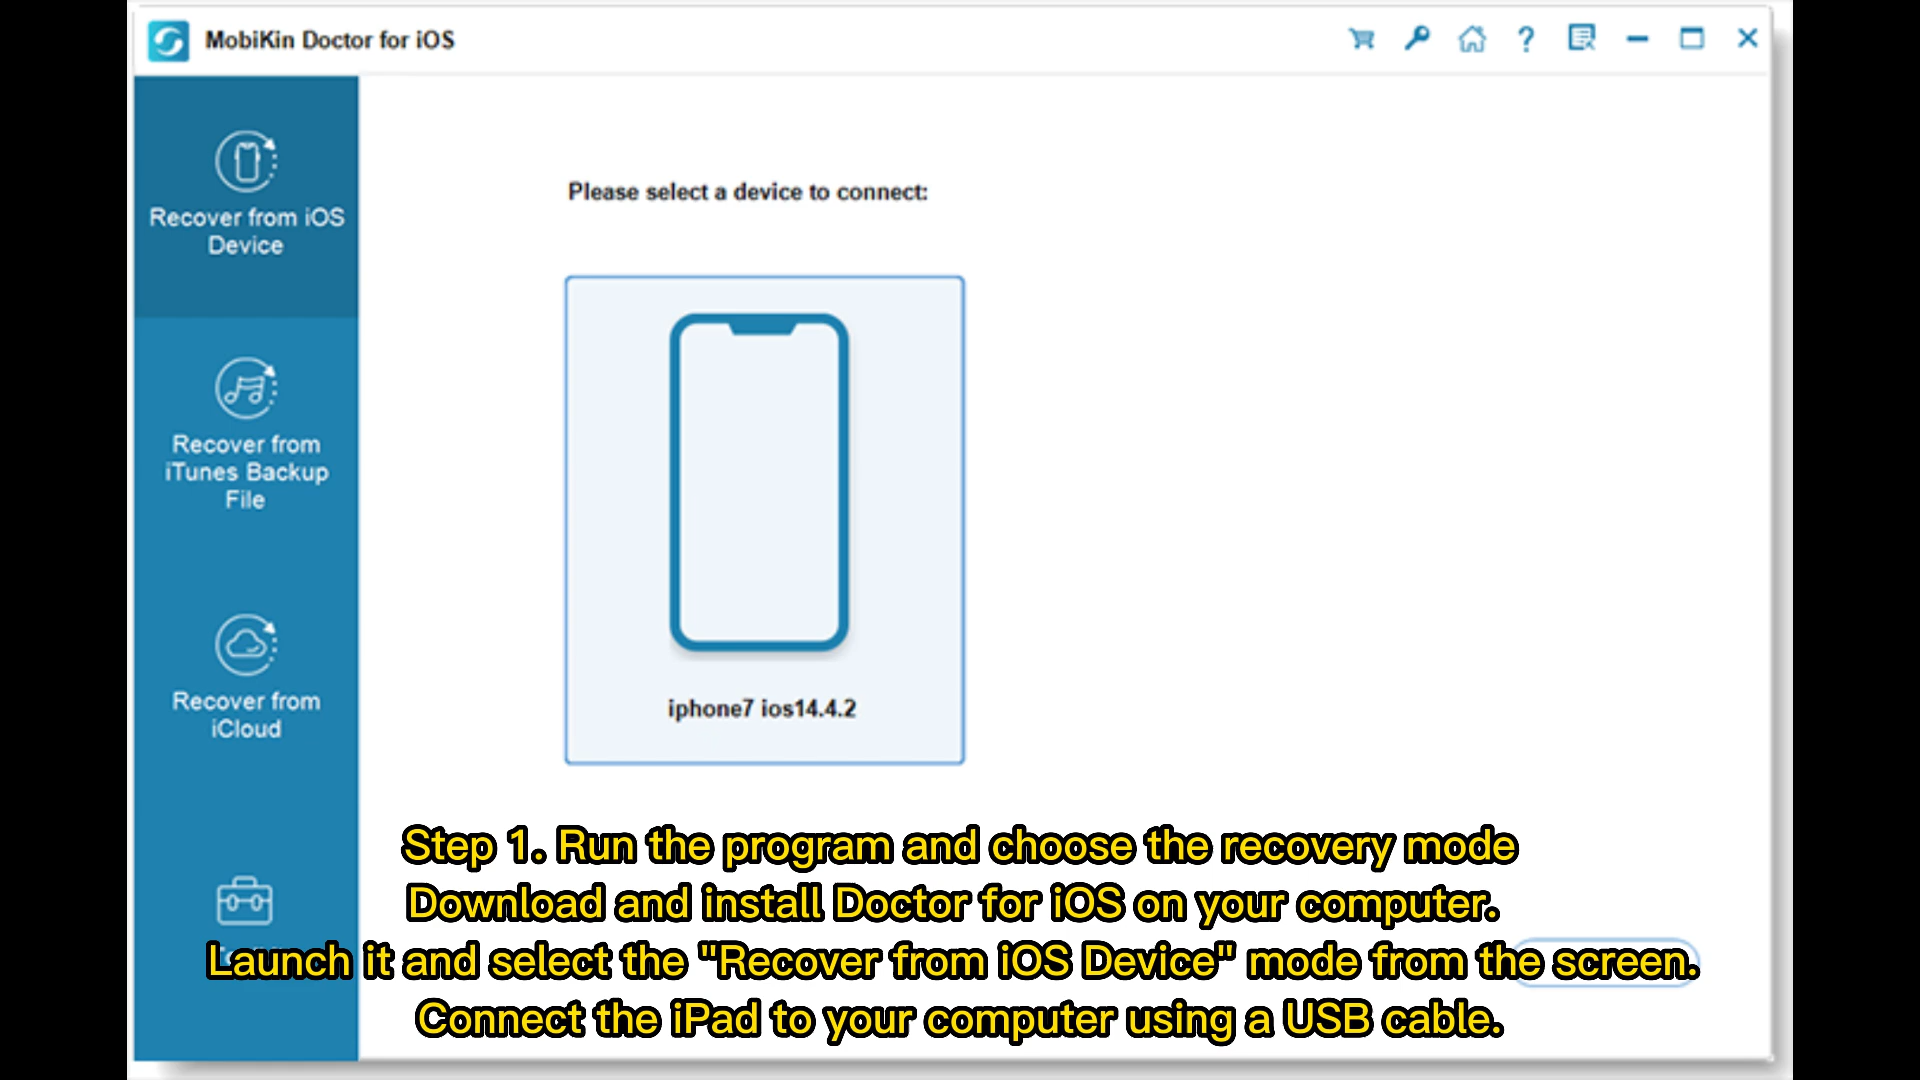 MobiKin Doctor for iOS
Recover from iOS
Device
Recover from
iTunes Backup
File
Recover from
iCloud
Please select a device to connect:
iphone7 ios14.4.2
Step 1. Run the program and choose the recovery mode
Download and install Doctor for iOS on your computer.
Launch it and select the "Recover from iOS Device" mode from the screen.
Connect the iPad to your computer using a USB cable.